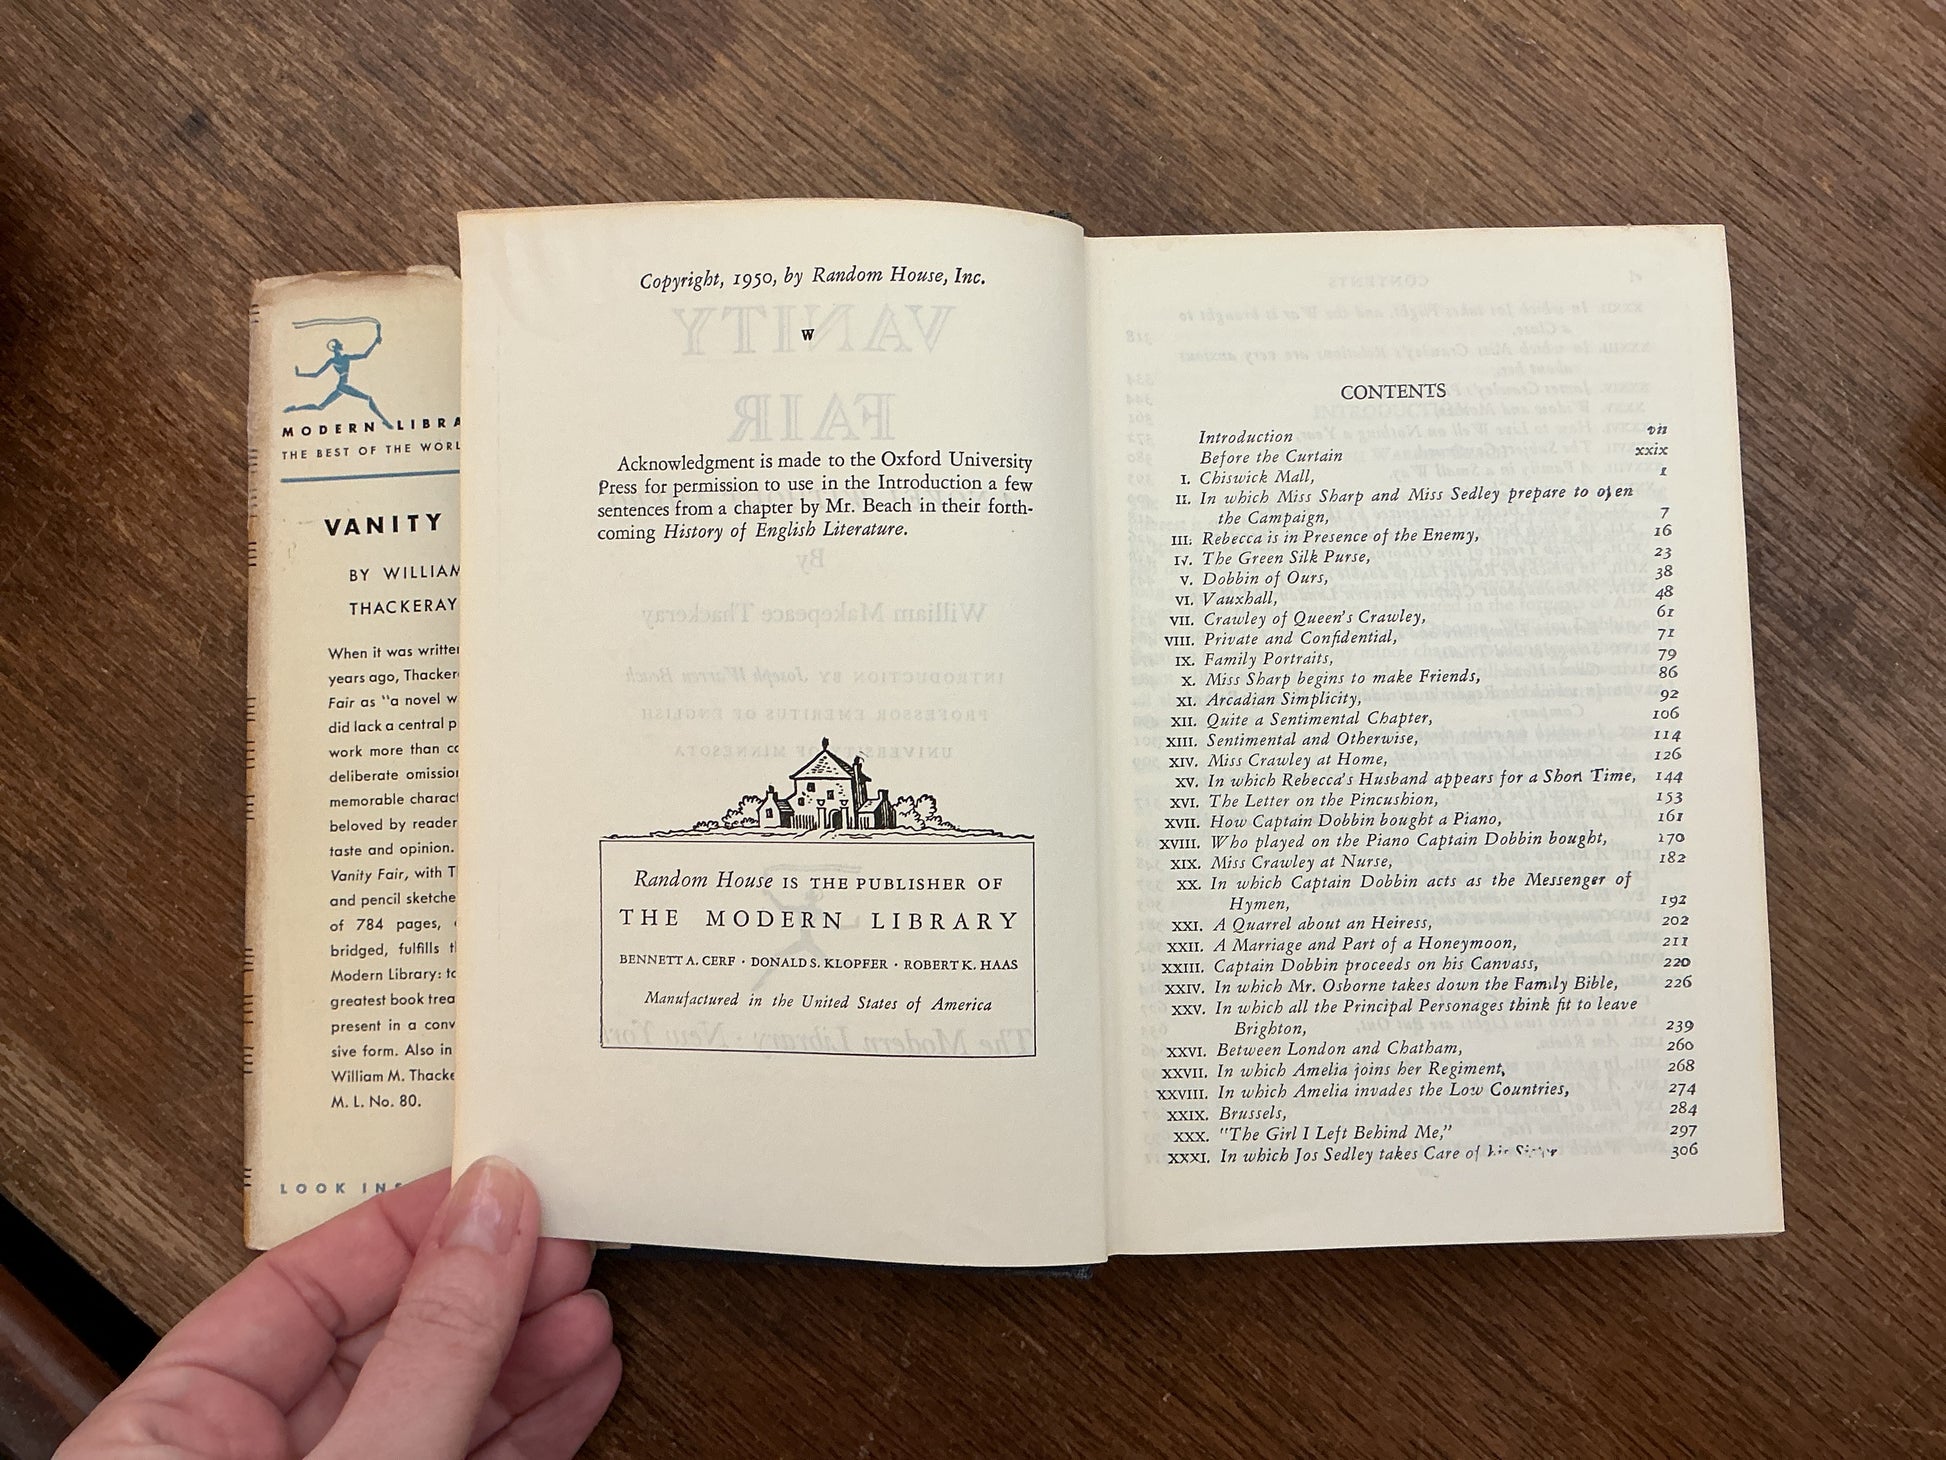 MODERN LIBRA
THE BEST OF THE WORL
VANITY
BY WILLIAM
THACKERAY
When it was writte
years ago, Thacker
Fair as "a novel w
did lack a central p
work more than co
deliberate omissio
memorable charact
beloved by reader
taste and opinion.
Vanity Fair, with T
and pencil sketche
of 784 pages,
bridged, fulfills t
Modern Library: to
greatest book trea
present in a conv
sive form. Also in
William M. Thacke
M. L. No. 80.
LOOK INS
Copyright, 1950, by Random House, Inc.
W
Acknowledgment is made to the Oxford University
Press for permission to use in the Introduction a few
sentences from a chapter by Mr. Beach in their forth-
coming History of English Literature.
Random House IS THE PUBLISHER OF
THE MODERN LIBRARY
BENNETT A. CERF · DONALD S. KLOPFER · ROBERT K. HAAS
Manufactured in the United States of America
CONTENTS
Introduction vii
Before the Curtain xxix
I. Chiswick Mall, 1
II. In which Miss Sharp and Miss Sedley prepare to open
the Campaign, 7
III. Rebecca is in Presence of the Enemy, 16
IV. The Green Silk Purse, 23
V. Dobbin of Ours, 38
VI. Vauxhall, 48
VII. Crawley of Queen's Crawley, 61
VIII. Private and Confidential, 71
IX. Family Portraits, 79
X. Miss Sharp begins to make Friends, 86
XI. Arcadian Simplicity, 92
XII. Quite a Sentimental Chapter, 106
XIII. Sentimental and Otherwise, 114
XIV. Miss Crawley at Home, 126
XV. In which Rebecca's Husband appears for a Short Time, 144
XVI. The Letter on the Pincushion, 153
XVII. How Captain Dobbin bought a Piano, 161
XVIII. Who played on the Piano Captain Dobbin bought, 170
XIX. Miss Crawley at Nurse, 182
XX. In which Captain Dobbin acts as the Messenger of
Hymen, 192
XXI. A Quarrel about an Heiress, 202
XXII. A Marriage and Part of a Honeymoon, 211
XXIII. Captain Dobbin proceeds on his Canvass, 220
XXIV. In which Mr. Osborne takes down the Family Bible, 226
XXV. In which all the Principal Personages think fit to leave
Brighton, 239
XXVI. Between London and Chatham, 260
XXVII. In which Amelia joins her Regiment, 268
XXVIII. In which Amelia invades the Low Countries, 274
XXIX. Brussels, 284
XXX. "The Girl I Left Behind Me," 297
XXXI. In which Jos Sedley takes Care of his Sister 306